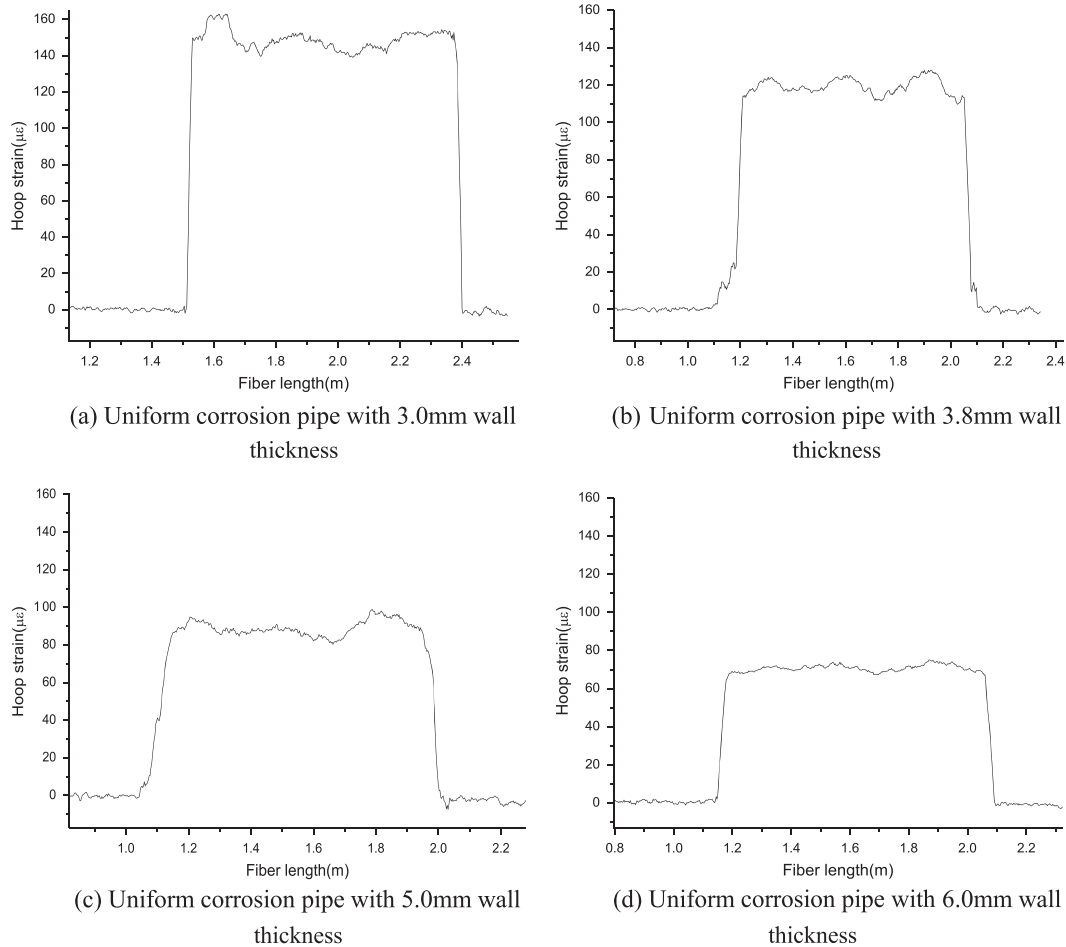 160
140
120
100
80
60
40
20
0
Hoop strain(με)
1.2 1.4 1.6 1.8 2.0 2.2 2.4
Fiber length(m)
(a) Uniform corrosion pipe with 3.0mm wall
thickness
160
140
120
100
80
60
40
20
0
Hoop strain(με)
0.8 1.0 1.2 1.4 1.6 1.8 2.0 2.2 2.4
Fiber length(m)
(b) Uniform corrosion pipe with 3.8mm wall
thickness
160
140
120
100
80
60
40
20
0
Hoop strain(με)
1.0 1.2 1.4 1.6 1.8 2.0 2.2
Fiber length(m)
(c) Uniform corrosion pipe with 5.0mm wall
thickness
160
140
120
100
80
60
40
20
0
Hoop strain(με)
0.8 1.0 1.2 1.4 1.6 1.8 2.0 2.2
Fiber length(m)
(d) Uniform corrosion pipe with 6.0mm wall
thickness